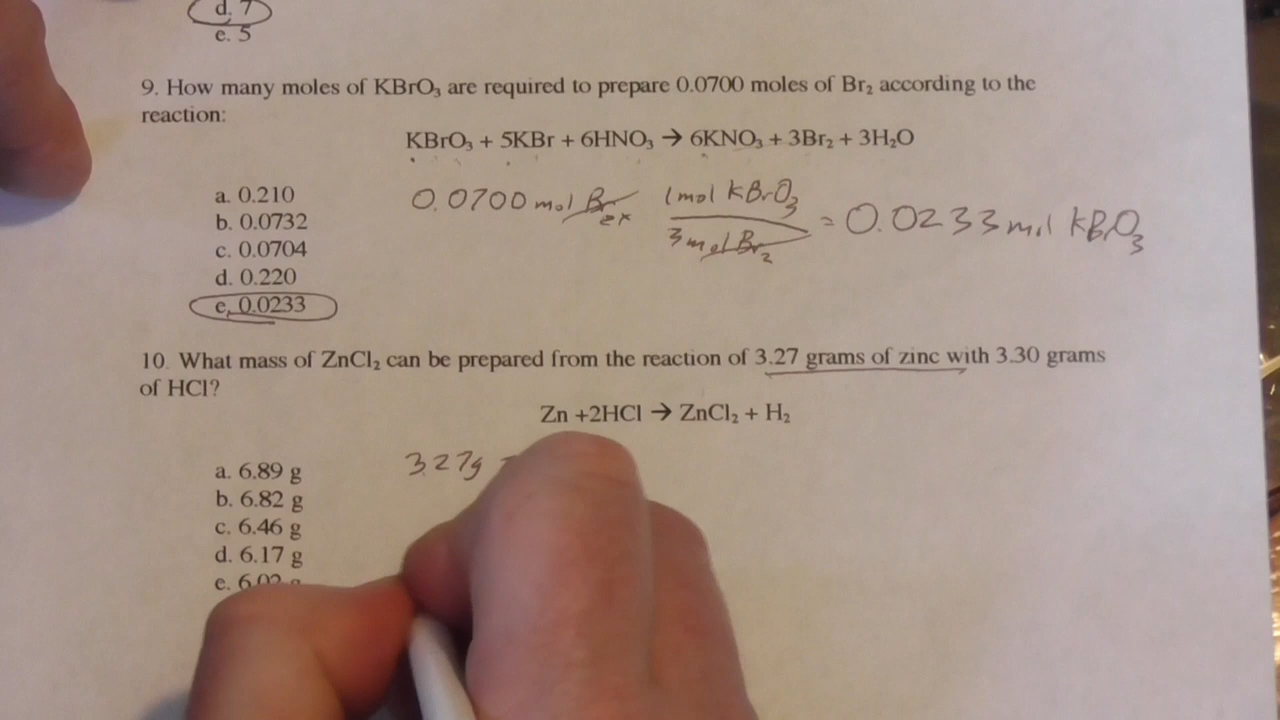 d. 7
e. 5
9. How many moles of KBrO₃ are required to prepare 0.0700 moles of Br₂ according to the
reaction:
KBrO₃ + 5KBr + 6HNO₃ → 6KNO₃ + 3Br₂ + 3H₂O
a. 0.210
b. 0.0732
c. 0.0704
d. 0.220
e. 0.0233
0.0700 mol Br₂ 1 mol KBrO₃
3 mol Br₂
= 0.0233 mol KBrO₃
10. What mass of ZnCl₂ can be prepared from the reaction of 3.27 grams of zinc with 3.30 grams
of HCl?
Zn +2HCl → ZnCl₂ + H₂
a. 6.89 g
b. 6.82 g
c. 6.46 g
d. 6.17 g
e. 6.02 g
3.27g